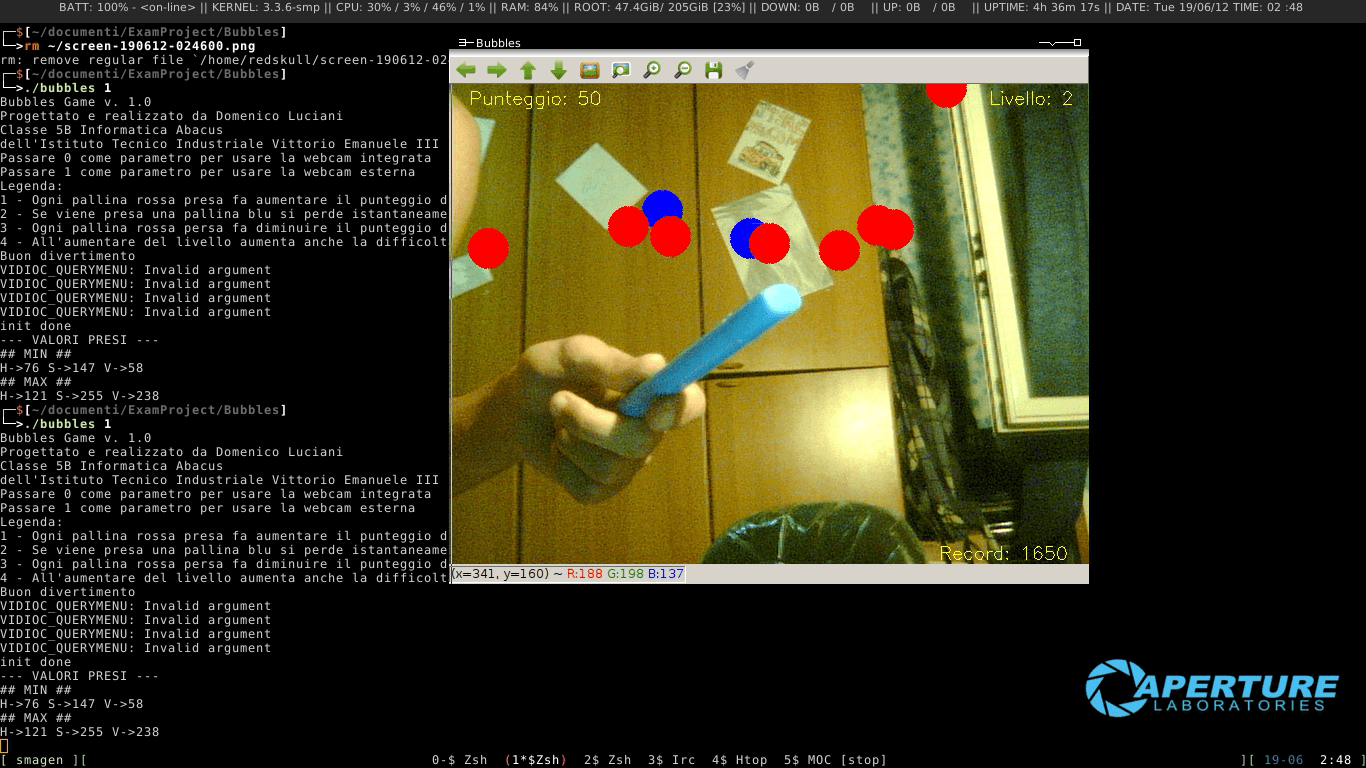 BATT: 100% - <on-line> || KERNEL: 3.3.6-smp || CPU: 30% / 3% / 46% / 1% || RAM: 84% || ROOT: 47.4GiB/ 205GiB [23%] || DOWN: 0B / 0B || UP: 0B / 0B || UPTIME: 4h 36m 17s || DATE: Tue 19/06/12 TIME: 02 :48
┌─$[~/documenti/ExamProject/Bubbles]
└─>rm ~/screen-190612-024600.png
rm: remove regular file `/home/redskull/screen-190612-02
┌─$[~/documenti/ExamProject/Bubbles]
└─>./bubbles 1
Bubbles Game v. 1.0
Progettato e realizzato da Domenico Luciani
Classe 5B Informatica Abacus
dell'Istituto Tecnico Industriale Vittorio Emanuele III
Passare 0 come parametro per usare la webcam integrata
Passare 1 come parametro per usare la webcam esterna
Legenda:
1 - Ogni pallina rossa presa fa aumentare il punteggio d
2 - Se viene presa una pallina blu si perde istantaneame
3 - Ogni pallina rossa persa fa diminuire il punteggio d
4 - All'aumentare del livello aumenta anche la difficolt
Buon divertimento
VIDIOC_QUERYMENU: Invalid argument
VIDIOC_QUERYMENU: Invalid argument
VIDIOC_QUERYMENU: Invalid argument
VIDIOC_QUERYMENU: Invalid argument
init done
--- VALORI PRESI ---
## MIN ##
H->76 S->147 V->58
## MAX ##
H->121 S->255 V->238
┌─$[~/documenti/ExamProject/Bubbles]
└─>./bubbles 1
Bubbles Game v. 1.0
Progettato e realizzato da Domenico Luciani
Classe 5B Informatica Abacus
dell'Istituto Tecnico Industriale Vittorio Emanuele III
Passare 0 come parametro per usare la webcam integrata
Passare 1 come parametro per usare la webcam esterna
Legenda:
1 - Ogni pallina rossa presa fa aumentare il punteggio d
2 - Se viene presa una pallina blu si perde istantaneame
3 - Ogni pallina rossa persa fa diminuire il punteggio d
4 - All'aumentare del livello aumenta anche la difficolt
Buon divertimento
VIDIOC_QUERYMENU: Invalid argument
VIDIOC_QUERYMENU: Invalid argument
VIDIOC_QUERYMENU: Invalid argument
VIDIOC_QUERYMENU: Invalid argument
init done
--- VALORI PRESI ---
## MIN ##
H->76 S->147 V->58
## MAX ##
H->121 S->255 V->238
Bubbles
Punteggio: 50
Livello: 2
Record: 1650
(x=341, y=160) ~ R:188 G:198 B:137
APERTURE
LABORATORIES
[ smagen ][ 0-$ Zsh (1*$Zsh) 2$ Zsh 3$ Irc 4$ Htop 5$ MOC [stop] ][ 19-06 2:48 ]